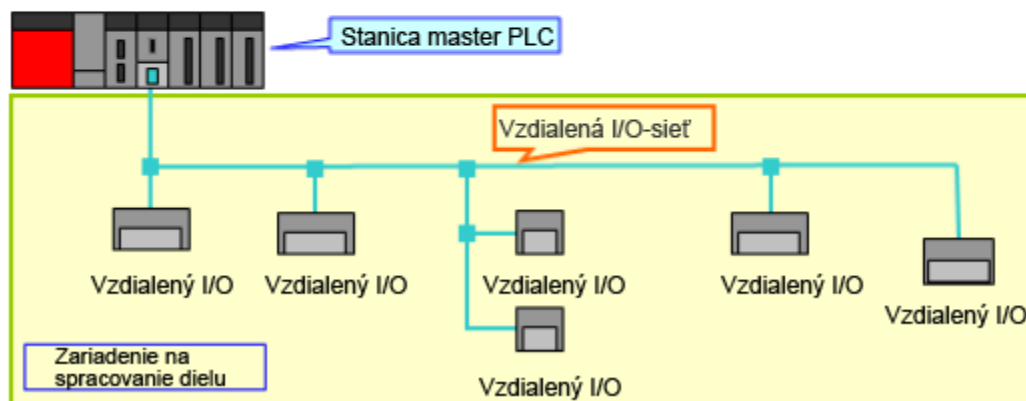 Stanica master PLC
Vzdialená I/O-sieť
Vzdialený I/O
Vzdialený I/O
Vzdialený I/O
Vzdialený I/O
Vzdialený I/O
Vzdialený I/O
Zariadenie na
spracovanie dielu